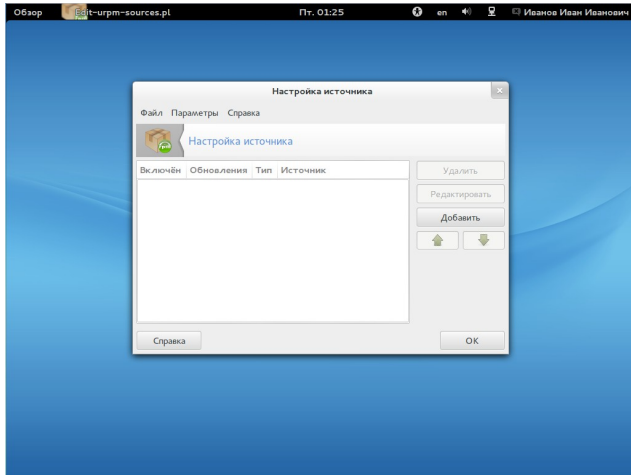 Обзор Edit-urpm-sources.pl Пт. 01:25 en Иванов Иван Иванович
Настройка источника
Файл Параметры Справка
Настройка источника
Включён Обновления Тип Источник
Удалить
Редактировать
Добавить
Справка ОК